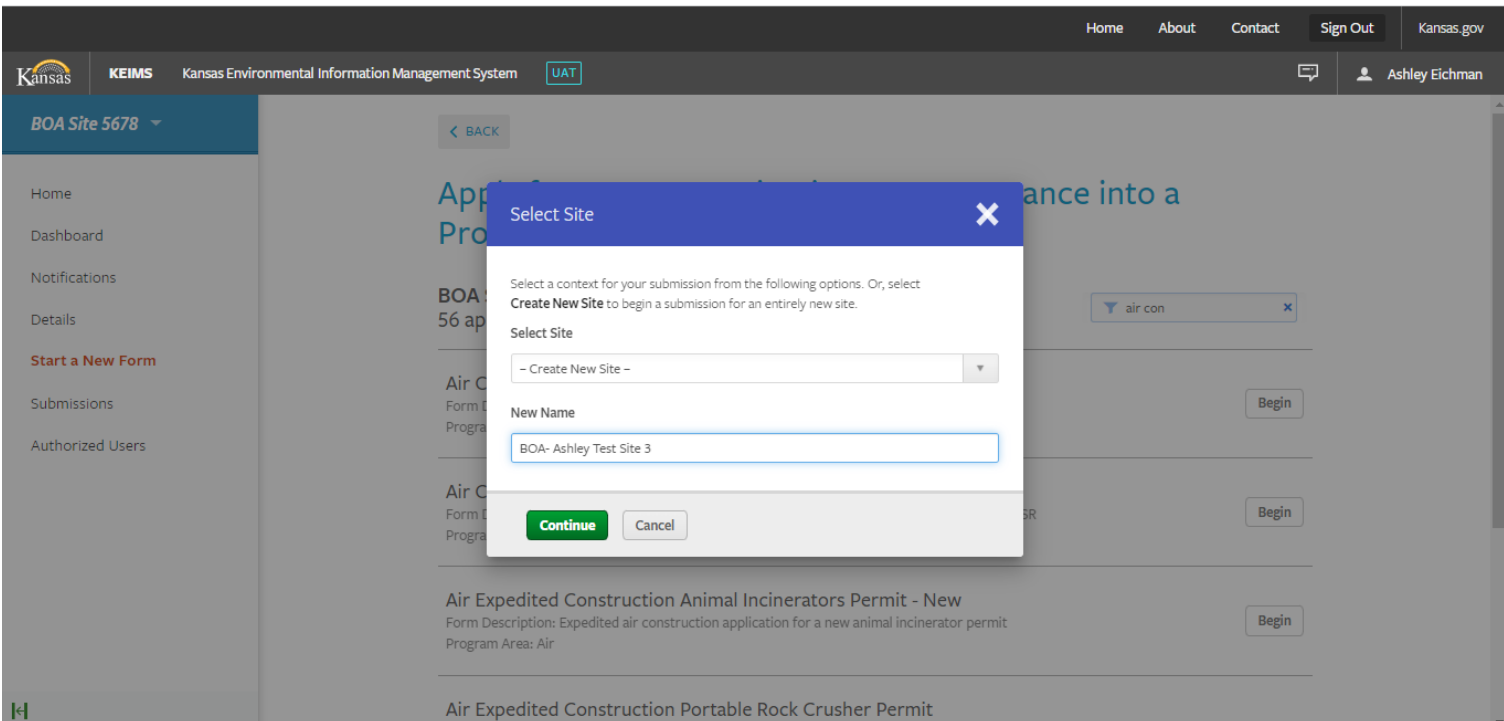 Home About Contact Sign Out Kansas.gov
Kansas KEIMS Kansas Environmental Information Management System UAT Ashley Eichman
BOA Site 5678
BACK
Home
Dashboard
Notifications
Details
Start a New Form
Submissions
Authorized Users
App ance into a
Pro
BOA
56 ap
air con
Select Site
Select a context for your submission from the following options. Or, select
Create New Site to begin a submission for an entirely new site.
Select Site
– Create New Site –
New Name
BOA- Ashley Test Site 3
Continue Cancel
Air C
Form
Progra
Begin
Air C
Form SR
Progra
Begin
Air Expedited Construction Animal Incinerators Permit - New
Form Description: Expedited air construction application for a new animal incinerator permit
Program Area: Air
Begin
Air Expedited Construction Portable Rock Crusher Permit